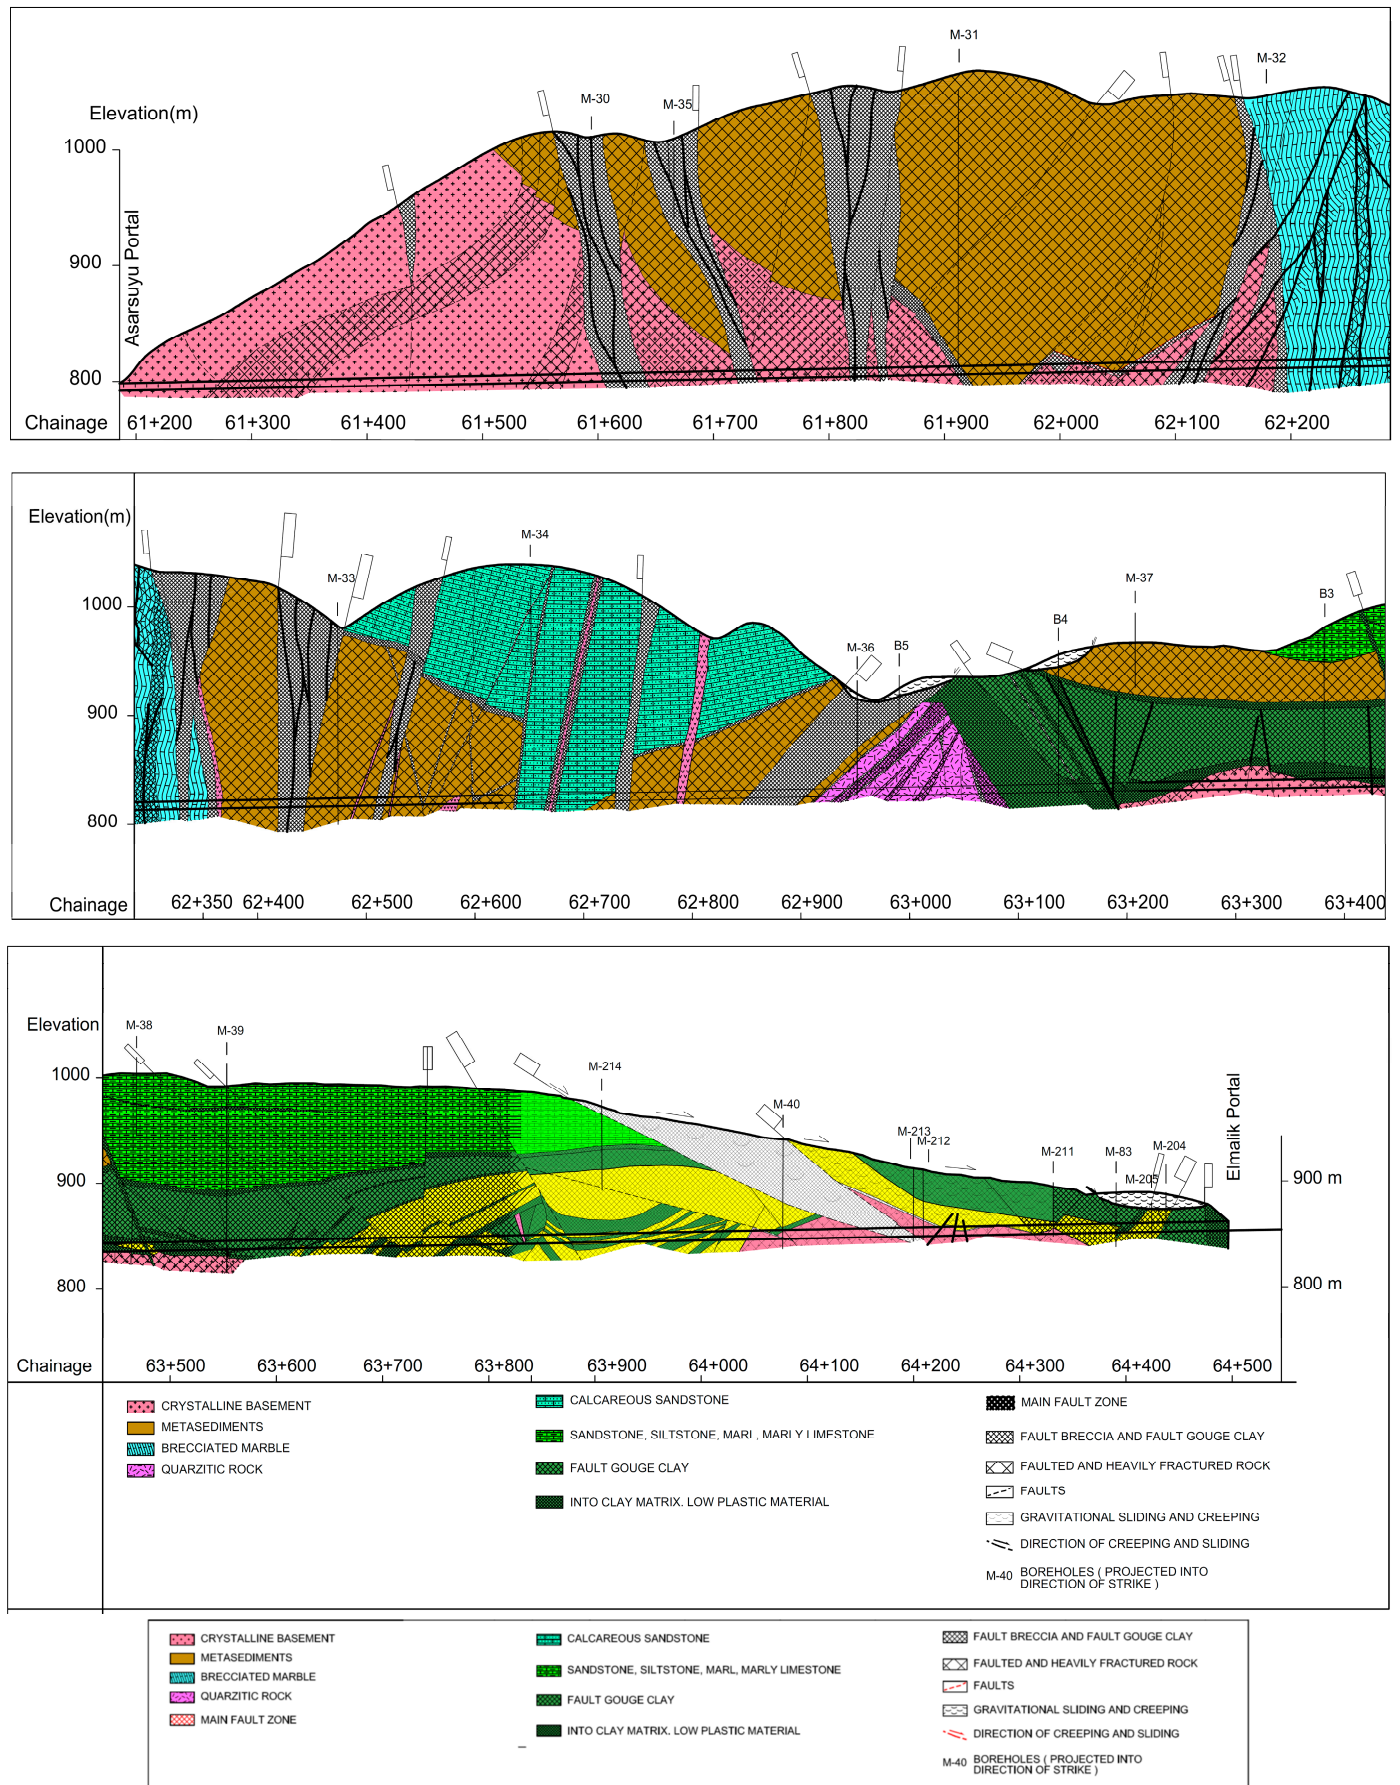 M-31
M-32
Elevation(m)
M-30
M-35
1000
Asarsuyu Portal
900
800
Chainage
61+200
61+300
61+400
61+500
61+600
61+700
61+800
61+900
62+000
62+100
62+200
Elevation(m)
M-34
M-33
M-37
B3
B4
M-36
B5
1000
900
800
Chainage
62+350
62+400
62+500
62+600
62+700
62+800
62+900
63+000
63+100
63+200
63+300
63+400
Elevation
M-38
M-39
M-214
M-40
M-213
M-212
M-211
M-83
M-204
M-205
Elmalik Portal
1000
900
800
900 m
800 m
Chainage
63+500
63+600
63+700
63+800
63+900
64+000
64+100
64+200
64+300
64+400
64+500
CRYSTALLINE BASEMENT
METASEDIMENTS
BRECCIATED MARBLE
QUARZITIC ROCK
CALCAREOUS SANDSTONE
SANDSTONE, SILTSTONE, MARL, MARLY LIMESTONE
FAULT GOUGE CLAY
INTO CLAY MATRIX. LOW PLASTIC MATERIAL
MAIN FAULT ZONE
FAULT BRECCIA AND FAULT GOUGE CLAY
FAULTED AND HEAVILY FRACTURED ROCK
FAULTS
GRAVITATIONAL SLIDING AND CREEPING
DIRECTION OF CREEPING AND SLIDING
M-40 BOREHOLES ( PROJECTED INTO
DIRECTION OF STRIKE )
CRYSTALLINE BASEMENT
METASEDIMENTS
BRECCIATED MARBLE
QUARZITIC ROCK
MAIN FAULT ZONE
CALCAREOUS SANDSTONE
SANDSTONE, SILTSTONE, MARL, MARLY LIMESTONE
FAULT GOUGE CLAY
INTO CLAY MATRIX. LOW PLASTIC MATERIAL
FAULT BRECCIA AND FAULT GOUGE CLAY
FAULTED AND HEAVILY FRACTURED ROCK
FAULTS
GRAVITATIONAL SLIDING AND CREEPING
DIRECTION OF CREEPING AND SLIDING
M-40 BOREHOLES ( PROJECTED INTO
DIRECTION OF STRIKE )